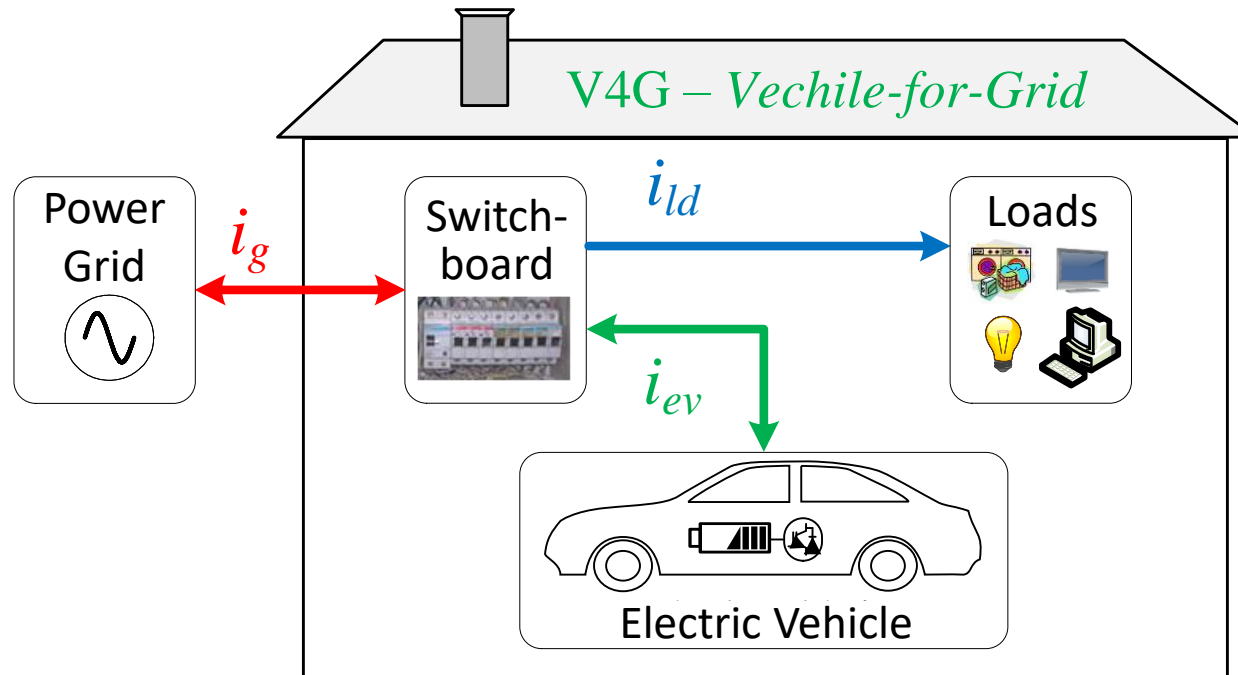 V4G – Vechile-for-Grid
Power
Grid
i_g
Switch-
board
i_ld
Loads
i_ev
Electric Vehicle